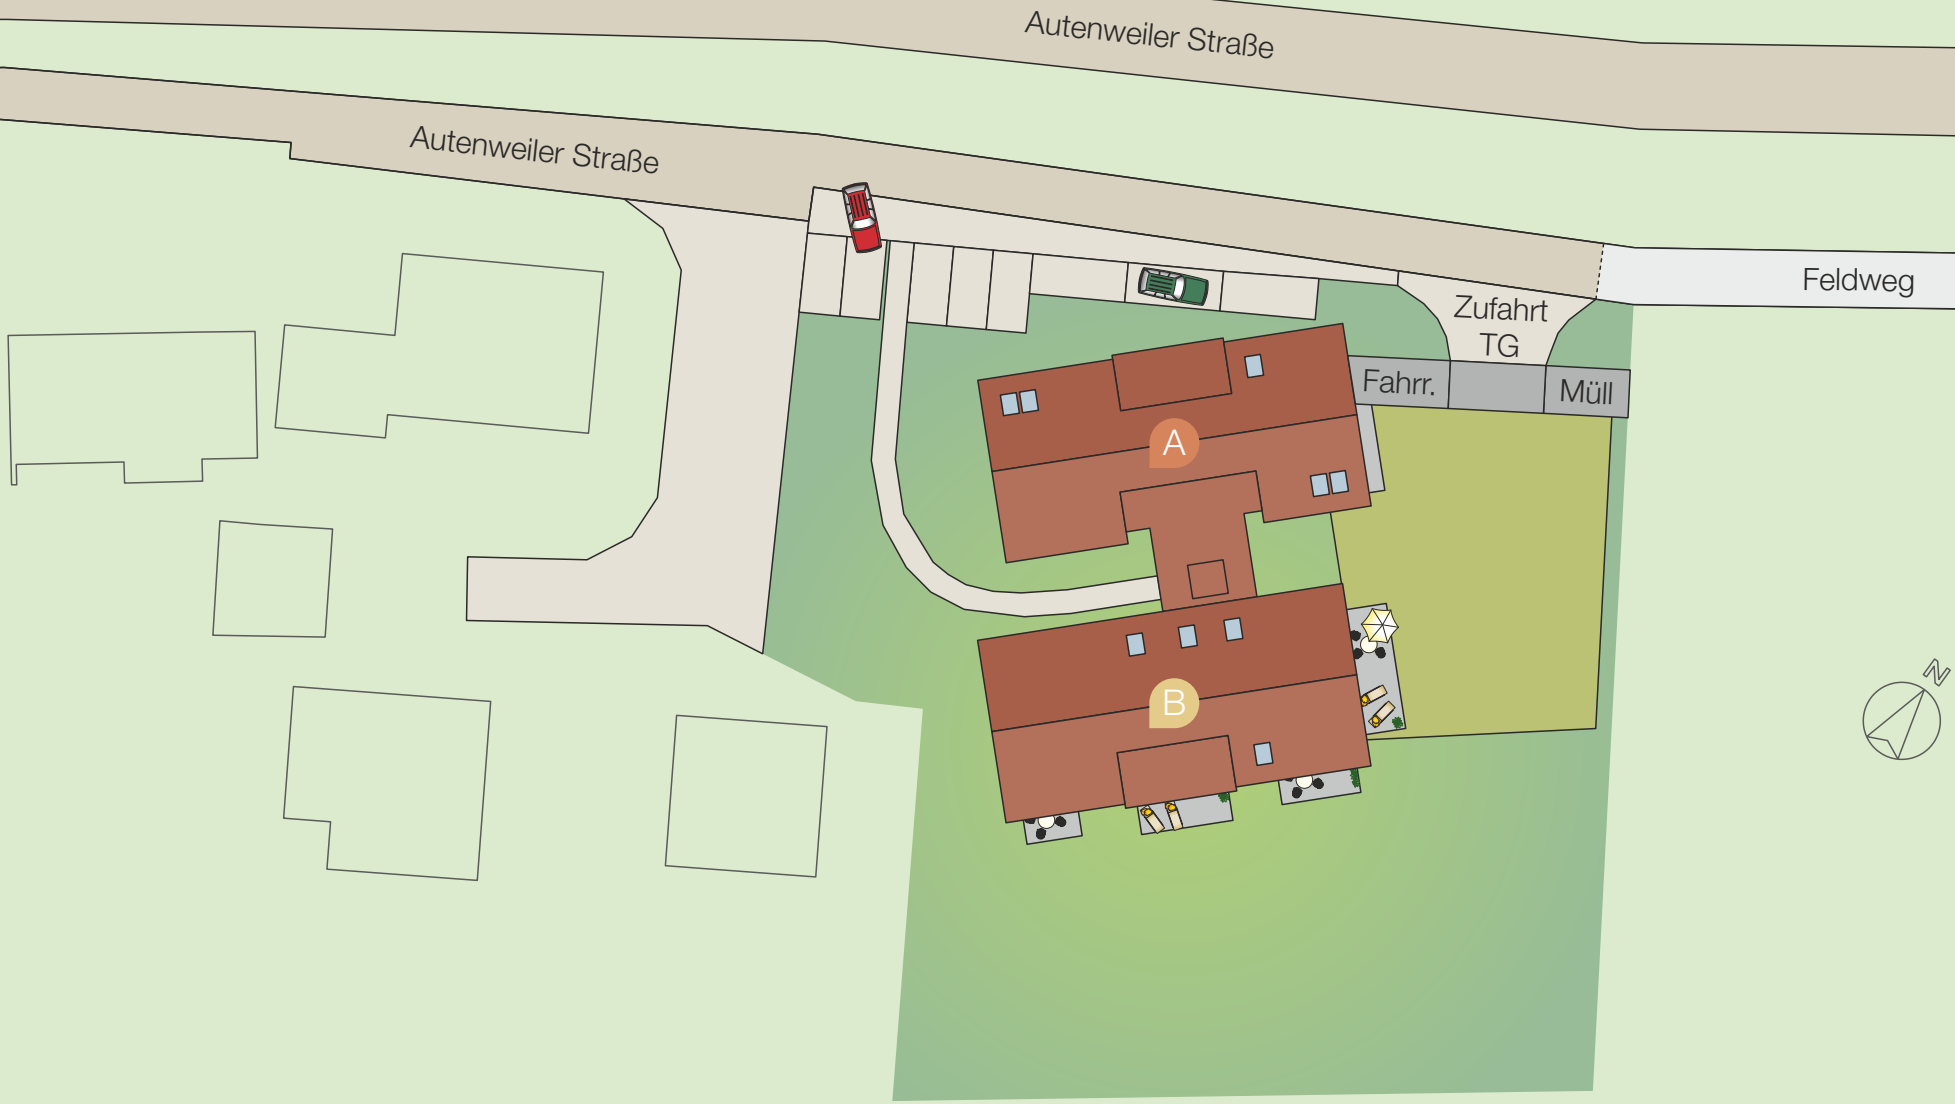 Autenweiler Straße
Autenweiler Straße
Feldweg
Zufahrt
TG
Fahrr.
Müll
A
B
N